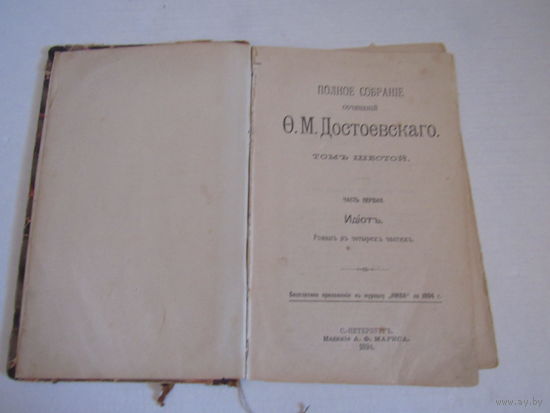 ПОЛНОЕ СОБРАНІЕ
СОЧИНЕНІЙ
Ѳ. М. Достоевскаго.
ТОМЪ ШЕСТОЙ.
ЧАСТЬ ПЕРВАЯ.
Идіотъ.
Романъ въ четырехъ частяхъ.
Безплатное приложеніе къ журналу „НИВА" за 1894 г.
С.-ПЕТЕРБУРГЪ.
Изданіе А. Ф. МАРКСА.
1894.
www.ay.by